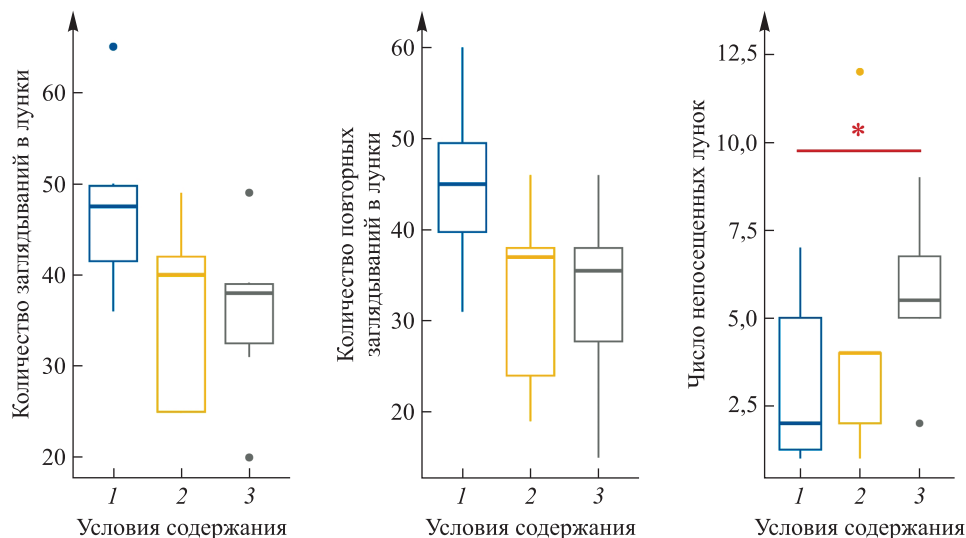 Количество заглядываний в лунки
60
50
40
30
20
1 2 3
Условия содержания
Количество повторных
заглядываний в лунки
60
50
40
30
20
1 2 3
Условия содержания
Число непосещенных лунок
12,5
10,0
7,5
5,0
2,5
*
1 2 3
Условия содержания